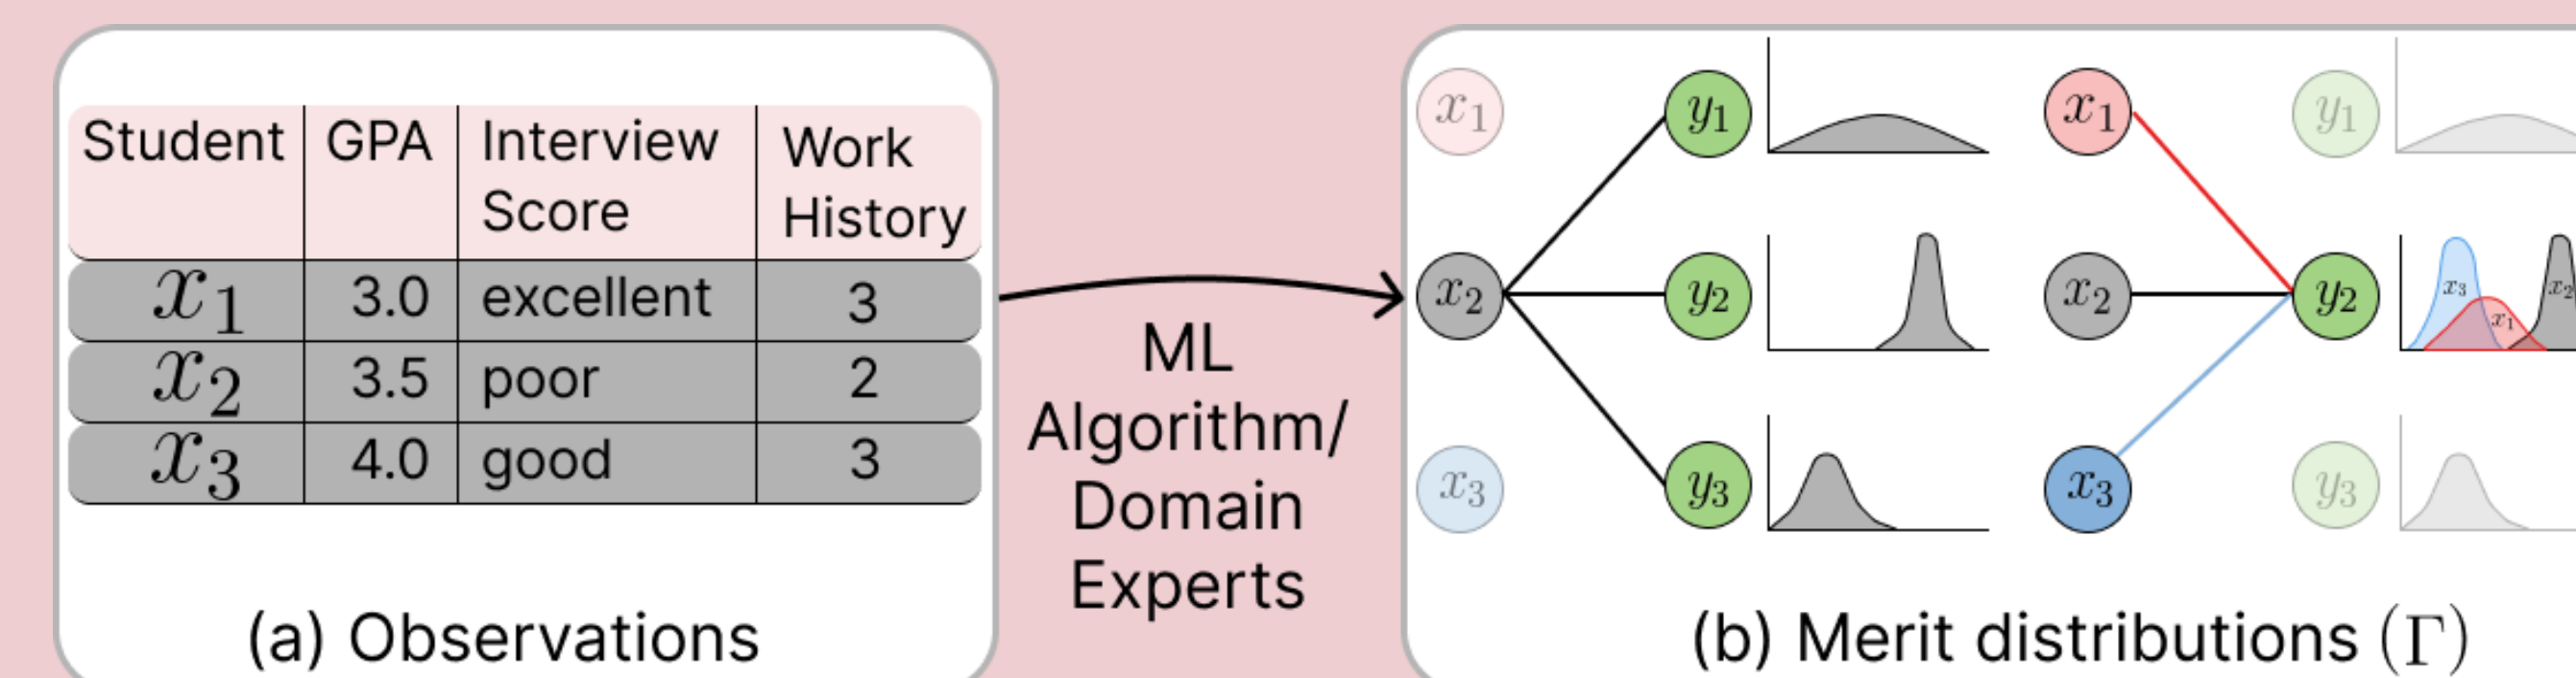 Student GPA Interview Score Work History
x₁ 3.0 excellent 3
x₂ 3.5 poor 2
x₃ 4.0 good 3
(a) Observations
ML
Algorithm/
Domain
Experts
x₁ y₁ x₁ y₁
x₂ y₂ x₂ y₂ x₃ x₁ x₂
x₃ y₃ x₃ y₃
(b) Merit distributions (Γ)